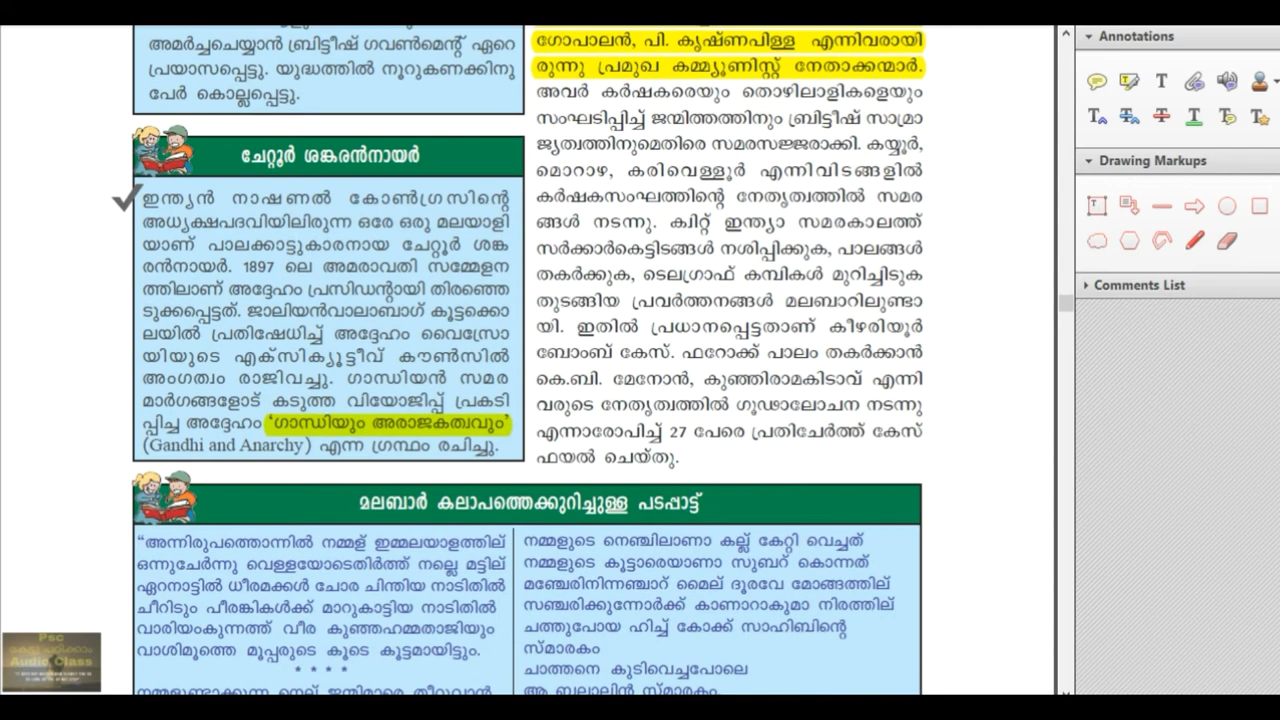 അമർച്ചചെയ്യാൻ ബ്രിട്ടീഷ് ഗവൺമെന്റ് ഏറെ
പ്രയാസപ്പെട്ടു. യുദ്ധത്തിൽ നൂറുകണക്കിനു
പേർ കൊല്ലപ്പെട്ടു.
ചേറ്റൂർ ശങ്കരൻനായർ
ഇന്ത്യൻ നാഷണൽ കോൺഗ്രസിന്റെ
അധ്യക്ഷപദവിയിലിരുന്ന ഒരേ ഒരു മലയാളി
യാണ് പാലക്കാട്ടുകാരനായ ചേറ്റൂർ ശങ്ക
രൻനായർ. 1897 ലെ അമരാവതി സമ്മേളന
ത്തിലാണ് അദ്ദേഹം പ്രസിഡന്റായി തിരഞ്ഞെ
ടുക്കപ്പെട്ടത്. ജാലിയൻവാലാബാഗ് കൂട്ടക്കൊ
ലയിൽ പ്രതിഷേധിച്ച് അദ്ദേഹം വൈസ്രോ
യിയുടെ എക്സിക്യൂട്ടീവ് കൗൺസിൽ
അംഗത്വം രാജിവച്ചു. ഗാന്ധിയൻ സമര
മാർഗങ്ങളോട് കടുത്ത വിയോജിപ്പ് പ്രകടി
പ്പിച്ച അദ്ദേഹം 'ഗാന്ധിയും അരാജകത്വവും'
(Gandhi and Anarchy) എന്ന ഗ്രന്ഥം രചിച്ചു.
ഗോപാലൻ, പി. കൃഷ്ണപിള്ള എന്നിവരായി
രുന്നു പ്രമുഖ കമ്മ്യൂണിസ്റ്റ് നേതാക്കന്മാർ.
അവർ കർഷകരെയും തൊഴിലാളികളെയും
സംഘടിപ്പിച്ച് ജന്മിത്തത്തിനും ബ്രിട്ടീഷ് സാമ്രാ
ജ്യത്വത്തിനുമെതിരെ സമരസജ്ജരാക്കി. കയ്യൂർ,
മൊറാഴ, കരിവെള്ളൂർ എന്നിവിടങ്ങളിൽ
കർഷകസംഘത്തിന്റെ നേതൃത്വത്തിൽ സമര
ങ്ങൾ നടന്നു. ക്വിറ്റ് ഇന്ത്യാ സമരകാലത്ത്
സർക്കാർകെട്ടിടങ്ങൾ നശിപ്പിക്കുക, പാലങ്ങൾ
തകർക്കുക, ടെലഗ്രാഫ് കമ്പികൾ മുറിച്ചിടുക
തുടങ്ങിയ പ്രവർത്തനങ്ങൾ മലബാറിലുണ്ടാ
യി. ഇതിൽ പ്രധാനപ്പെട്ടതാണ് കീഴരിയൂർ
ബോംബ് കേസ്. ഫറോക്ക് പാലം തകർക്കാൻ
കെ.ബി. മേനോൻ, കുഞ്ഞിരാമകിടാവ് എന്നി
വരുടെ നേതൃത്വത്തിൽ ഗൂഢാലോചന നടന്നു
എന്നാരോപിച്ച് 27 പേരെ പ്രതിചേർത്ത് കേസ്
ഫയൽ ചെയ്തു.
മലബാർ കലാപത്തെക്കുറിച്ചുള്ള പടപ്പാട്ട്
"അന്നിരുപത്തൊന്നിൽ നമ്മള് ഇമ്മലയാളത്തില്
ഒന്നുചേർന്നു വെള്ളയോടെതിർത്ത് നല്ലെ മട്ടില്
ഏറനാട്ടിൽ ധീരമക്കൾ ചോര ചിന്തിയ നാടിതിൽ
ചീറിടും പീരങ്കികൾക്ക് മാറുകാട്ടിയ നാടിതിൽ
വാരിയംകുന്നത്ത് വീര കുഞ്ഞഹമ്മതാജിയും
വാശിമൂത്തെ മൂപ്പരുടെ കൂടെ കൂട്ടമായിട്ടും.
* * * *
നമ്മളുണ്ടാക്കുന്ന നെല്ല് ജന്മിമാരെ തീറ്റുവാൻ
നമ്മളുടെ നെഞ്ചിലാണാ കല്ല് കേറ്റി വെച്ചത്
നമ്മളുടെ കൂട്ടാരെയാണാ സൂബറ് കൊന്നത്
മഞ്ചേരിനിന്നഞ്ചാറ് മൈല് ദൂരവേ മോങ്ങത്തില്
സഞ്ചരിക്കുന്നോർക്ക് കാണാറാകുമാ നിരത്തില്
ചത്തുപോയ ഹിച്ച് കോക്ക് സാഹിബിന്റെ
സ്മാരകം
ചാത്തനെ കുടിവെച്ചപോലെ
ആ ബലാലിൻ സ്മാരകം.
Annotations
Drawing Markups
Comments List
Psc
Audio Class